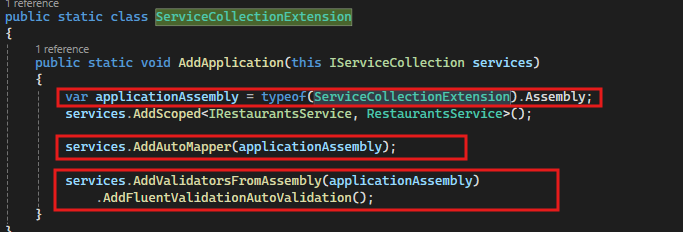 1 reference
public static class ServiceCollectionExtension
{
1 reference
public static void AddApplication(this IServiceCollection services)
{
var applicationAssembly = typeof(ServiceCollectionExtension).Assembly;
services.AddScoped<IRestaurantsService, RestaurantsService>();
services.AddAutoMapper(applicationAssembly);
services.AddValidatorsFromAssembly(applicationAssembly)
.AddFluentValidationAutoValidation();
}
}